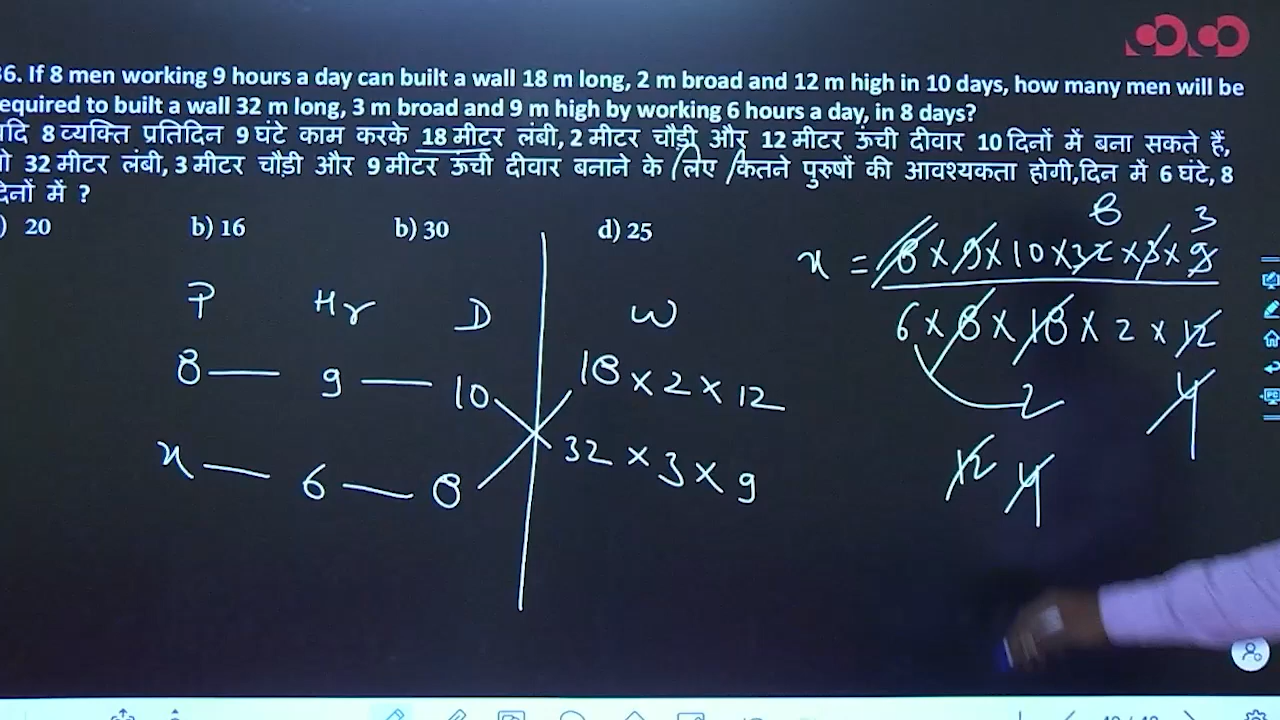 6. If 8 men working 9 hours a day can built a wall 18 m long, 2 m broad and 12 m high in 10 days, how many men will be
equired to built a wall 32 m long, 3 m broad and 9 m high by working 6 hours a day, in 8 days?
दि 8 व्यक्ति प्रतिदिन 9 घंटे काम करके 18 मीटर लंबी, 2 मीटर चौड़ी और 12 मीटर ऊंची दीवार 10 दिनों में बना सकते हैं,
ो 32 मीटर लंबी, 3 मीटर चौड़ी और 9 मीटर ऊंची दीवार बनाने के लिए कितने पुरुषों की आवश्यकता होगी,दिन में 6 घंटे, 8
दिनों में ?
) 20 b) 16 b) 30 d) 25
8 3
x = 8 × 9 × 10 × 32 × 3 × 9
6 × 8 × 18 × 2 × 12
P Hr D W
8 — 9 — 10 18 × 2 × 12
2 4
x — 6 — 8 32 × 3 × 9
12 4